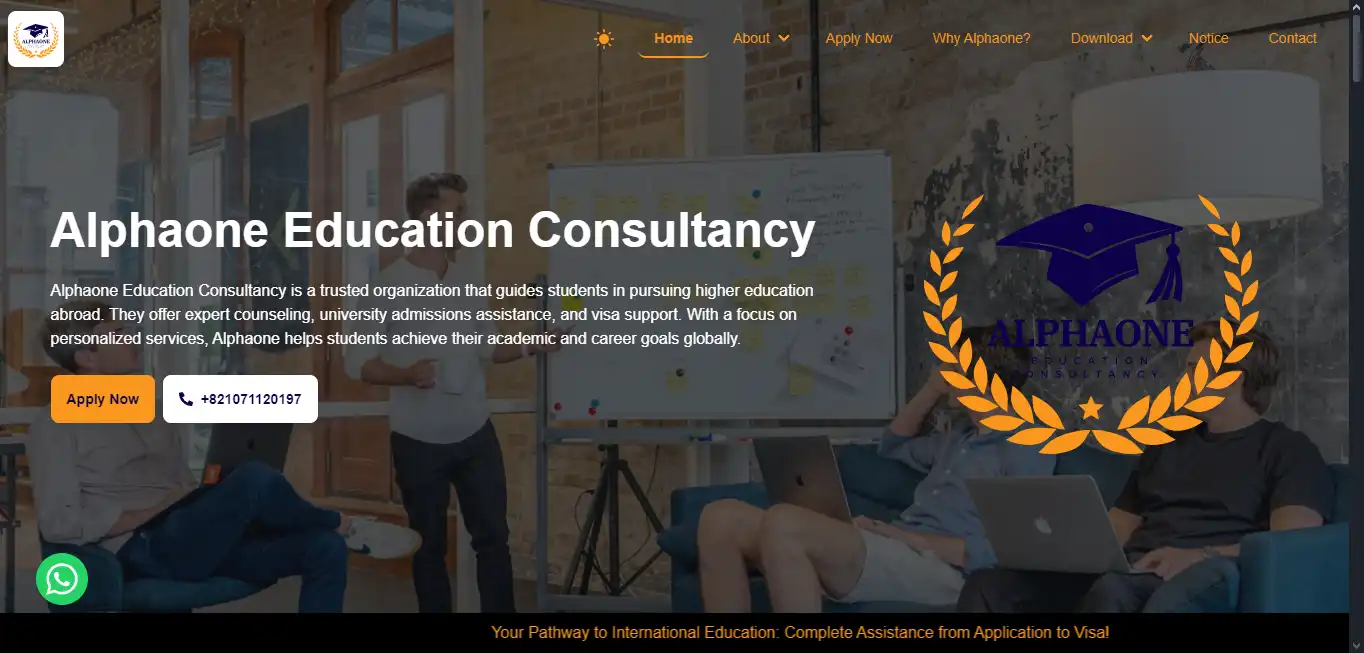 ALPHAONE
Home
About
Apply Now
Why Alphaone?
Download
Notice
Contact
Alphaone Education Consultancy
Alphaone Education Consultancy is a trusted organization that guides students in pursuing higher education
abroad. They offer expert counseling, university admissions assistance, and visa support. With a focus on
personalized services, Alphaone helps students achieve their academic and career goals globally.
Apply Now
+821071120197
ALPHAONE
EDUCATION
CONSULTANCY
Your Pathway to International Education: Complete Assistance from Application to Visa!